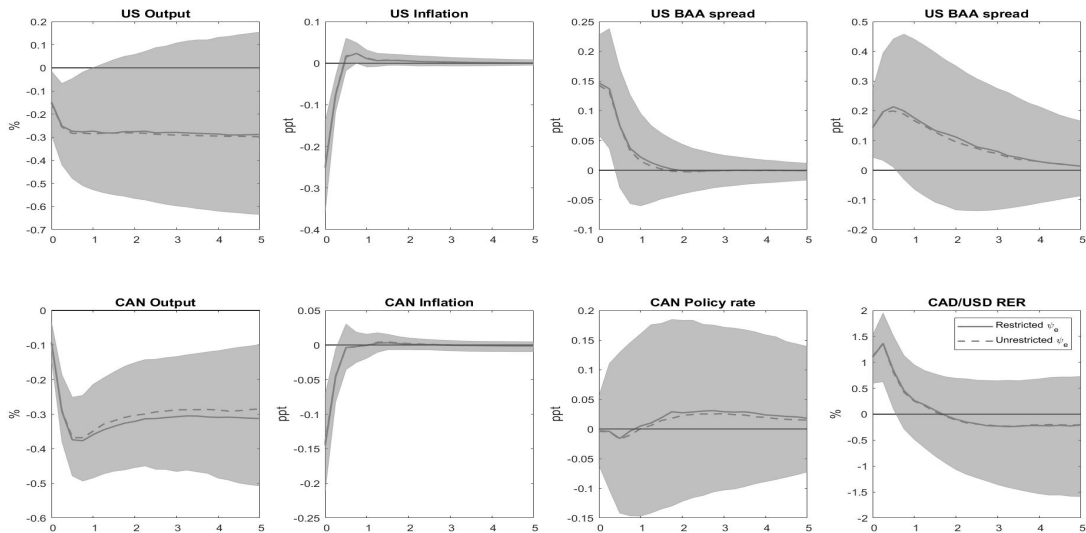 US Output
0.2
0.1
0
-0.1
-0.2
-0.3
-0.4
-0.5
-0.6
-0.7
%
0 1 2 3 4 5
US Inflation
0.1
0
-0.1
-0.2
-0.3
-0.4
ppt
0 1 2 3 4 5
US BAA spread
0.25
0.2
0.15
0.1
0.05
0
-0.05
-0.1
ppt
0 1 2 3 4 5
US BAA spread
0.5
0.4
0.3
0.2
0.1
0
-0.1
-0.2
ppt
0 1 2 3 4 5
CAN Output
0
-0.1
-0.2
-0.3
-0.4
-0.5
-0.6
%
0 1 2 3 4 5
CAN Inflation
0.05
0
-0.05
-0.1
-0.15
-0.2
-0.25
ppt
0 1 2 3 4 5
CAN Policy rate
0.2
0.15
0.1
0.05
0
-0.05
-0.1
-0.15
ppt
0 1 2 3 4 5
CAD/USD RER
2
1.5
1
0.5
0
-0.5
-1
-1.5
-2
%
0 1 2 3 4 5
Restricted ψe
Unrestricted ψe